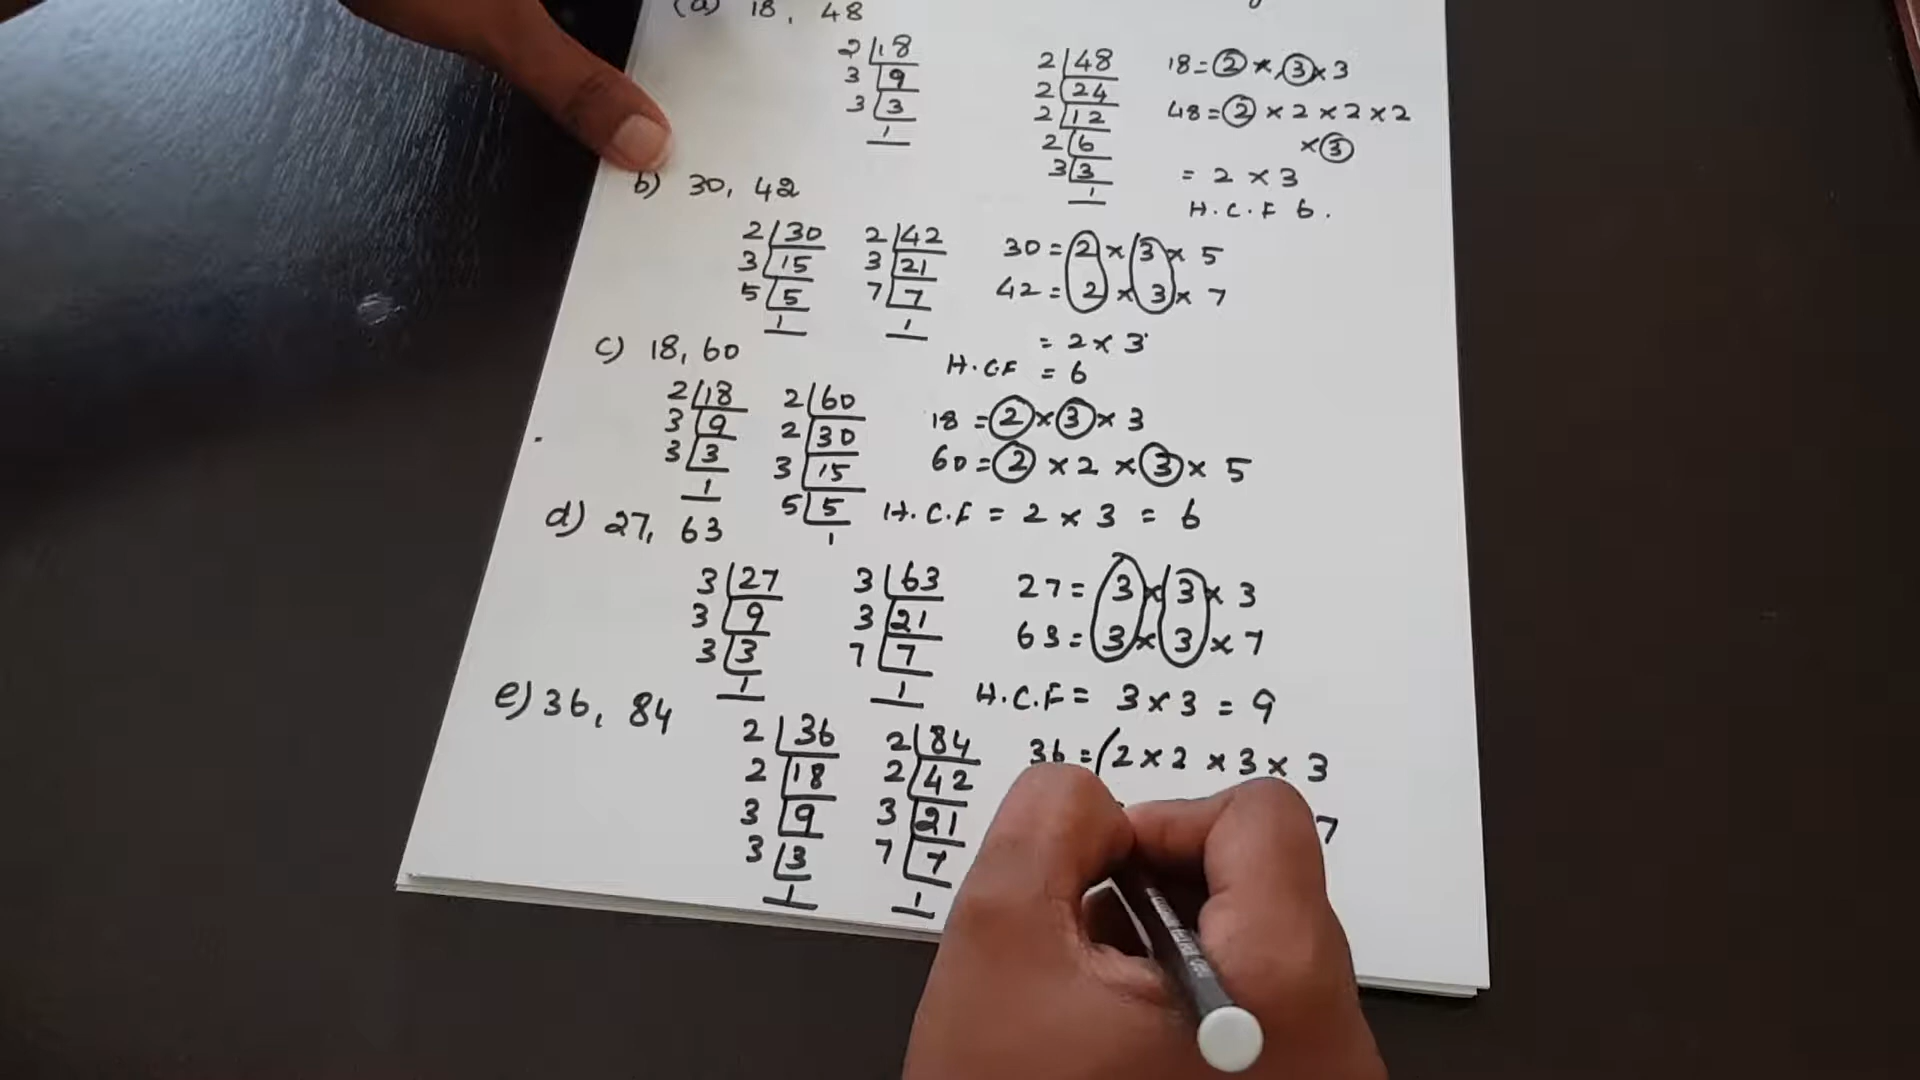 (a) 18, 48
2 18
3 9
3 3
1
2 48
2 24
2 12
2 6
3 3
1
18 = 2 × 3 × 3
48 = 2 × 2 × 2 × 2
× 3
= 2 × 3
H.C.F 6.
b) 30, 42
2 30
3 15
5 5
1
2 42
3 21
7 7
1
30 = 2 × 3 × 5
42 = 2 × 3 × 7
= 2 × 3
H.C.F = 6
c) 18, 60
2 18
3 9
3 3
1
2 60
2 30
3 15
5 5
1
18 = 2 × 3 × 3
60 = 2 × 2 × 3 × 5
H.C.F = 2 × 3 = 6
d) 27, 63
3 27
3 9
3 3
1
3 63
3 21
7 7
1
27 = 3 × 3 × 3
63 = 3 × 3 × 7
H.C.F = 3 × 3 = 9
e) 36, 84
2 36
2 18
3 9
3 3
1
2 84
2 42
3 21
7 7
1
36 = 2 × 2 × 3 × 3
7